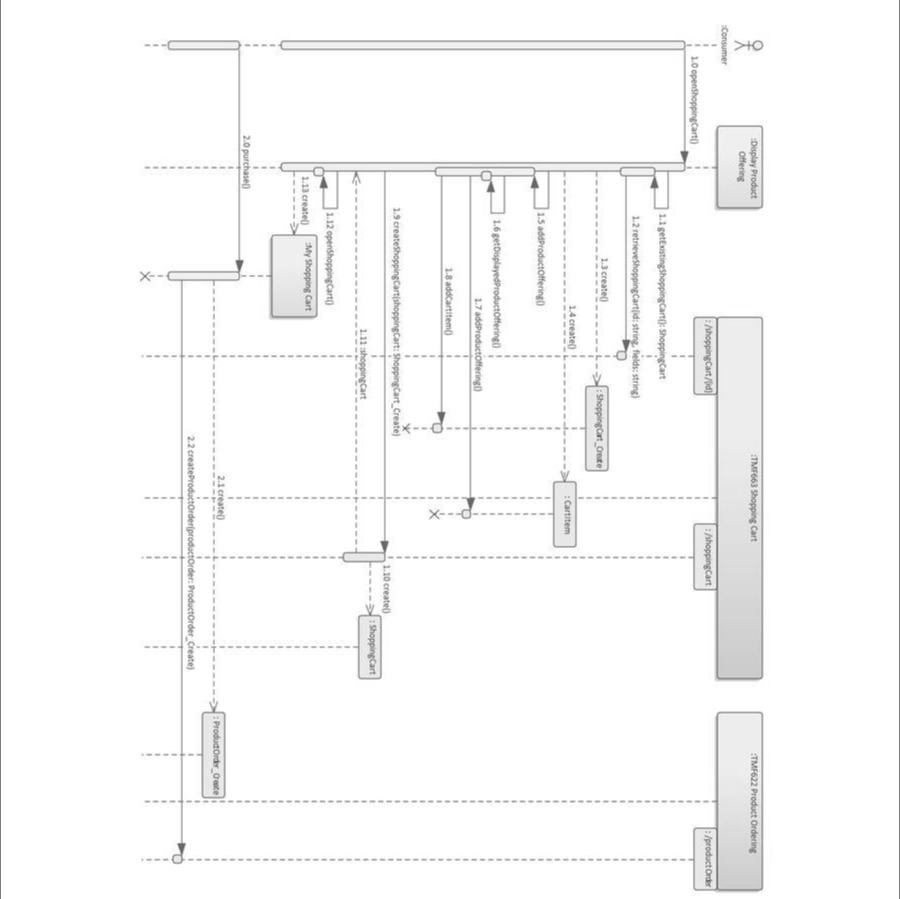 :Consumer
:Display Product
Offering
:TMF663 Shopping Cart
: /shoppingCart/{id}
: /shoppingCart
:TMF622 Product Ordering
: /productOrder
1.0 openShoppingCart()
1.1 getExistingShoppingCart(): ShoppingCart
1.2 retrieveShoppingCart(id: string, fields: string)
1.3 create()
: ShoppingCart_Create
1.4 create()
: CartItem
1.5 addProductOffering()
1.6 getDisplayedProductOffering()
1.7 addProductOffering()
1.8 addCartItem()
1.9 createShoppingCart(shoppingCart: ShoppingCart_Create)
1.10 create()
: ShoppingCart
1.11 :shoppingCart
1.12 openShoppingCart()
1.13 create()
:My Shopping Cart
2.0 purchase()
2.1 create()
: ProductOrder_Create
2.2 createProductOrder(productOrder: ProductOrder_Create)